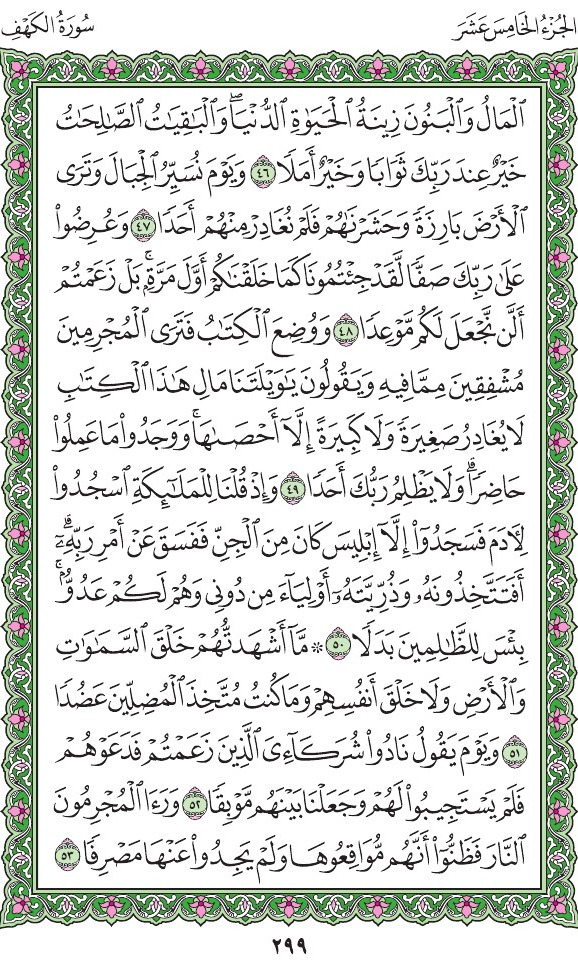 الجُزْءُ الخَامِسَ عَشَرَ
سُورَةُ الكَهْفِ
ٱلْمَالُ وَٱلْبَنُونَ زِينَةُ ٱلْحَيَوٰةِ ٱلدُّنْيَاۖ وَٱلْبَٰقِيَٰتُ ٱلصَّٰلِحَٰتُ
خَيْرٌ عِندَ رَبِّكَ ثَوَابًا وَخَيْرٌ أَمَلًا ٤٦ وَيَوْمَ نُسَيِّرُ ٱلْجِبَالَ وَتَرَى
ٱلْأَرْضَ بَارِزَةً وَحَشَرْنَٰهُمْ فَلَمْ نُغَادِرْ مِنْهُمْ أَحَدًا ٤٧ وَعُرِضُوا۟
عَلَىٰ رَبِّكَ صَفًّا لَّقَدْ جِئْتُمُونَا كَمَا خَلَقْنَٰكُمْ أَوَّلَ مَرَّةٍۭۚ بَلْ زَعَمْتُمْ
أَلَّن نَّجْعَلَ لَكُم مَّوْعِدًا ٤٨ وَوُضِعَ ٱلْكِتَٰبُ فَتَرَى ٱلْمُجْرِمِينَ
مُشْفِقِينَ مِمَّا فِيهِ وَيَقُولُونَ يَٰوَيْلَتَنَا مَالِ هَٰذَا ٱلْكِتَٰبِ
لَا يُغَادِرُ صَغِيرَةً وَلَا كَبِيرَةً إِلَّآ أَحْصَىٰهَاۚ وَوَجَدُوا۟ مَا عَمِلُوا۟
حَاضِرًاۗ وَلَا يَظْلِمُ رَبُّكَ أَحَدًا ٤٩ وَإِذْ قُلْنَا لِلْمَلَٰٓئِكَةِ ٱسْجُدُوا۟
لِءَادَمَ فَسَجَدُوٓا۟ إِلَّآ إِبْلِيسَ كَانَ مِنَ ٱلْجِنِّ فَفَسَقَ عَنْ أَمْرِ رَبِّهِۦٓۗ
أَفَتَتَّخِذُونَهُۥ وَذُرِّيَّتَهُۥٓ أَوْلِيَآءَ مِن دُونِى وَهُمْ لَكُمْ عَدُوٌّۢۚ
بِئْسَ لِلظَّٰلِمِينَ بَدَلًا ٥٠ ۞ مَّآ أَشْهَدتُّهُمْ خَلْقَ ٱلسَّمَٰوَٰتِ
وَٱلْأَرْضِ وَلَا خَلْقَ أَنفُسِهِمْ وَمَا كُنتُ مُتَّخِذَ ٱلْمُضِلِّينَ عَضُدًا
٥١ وَيَوْمَ يَقُولُ نَادُوا۟ شُرَكَآءِىَ ٱلَّذِينَ زَعَمْتُمْ فَدَعَوْهُمْ
فَلَمْ يَسْتَجِيبُوا۟ لَهُمْ وَجَعَلْنَا بَيْنَهُم مَّوْبِقًا ٥٢ وَرَءَا ٱلْمُجْرِمُونَ
ٱلنَّارَ فَظَنُّوٓا۟ أَنَّهُم مُّوَاقِعُوهَا وَلَمْ يَجِدُوا۟ عَنْهَا مَصْرِفًا ٥٣
٢٩٩